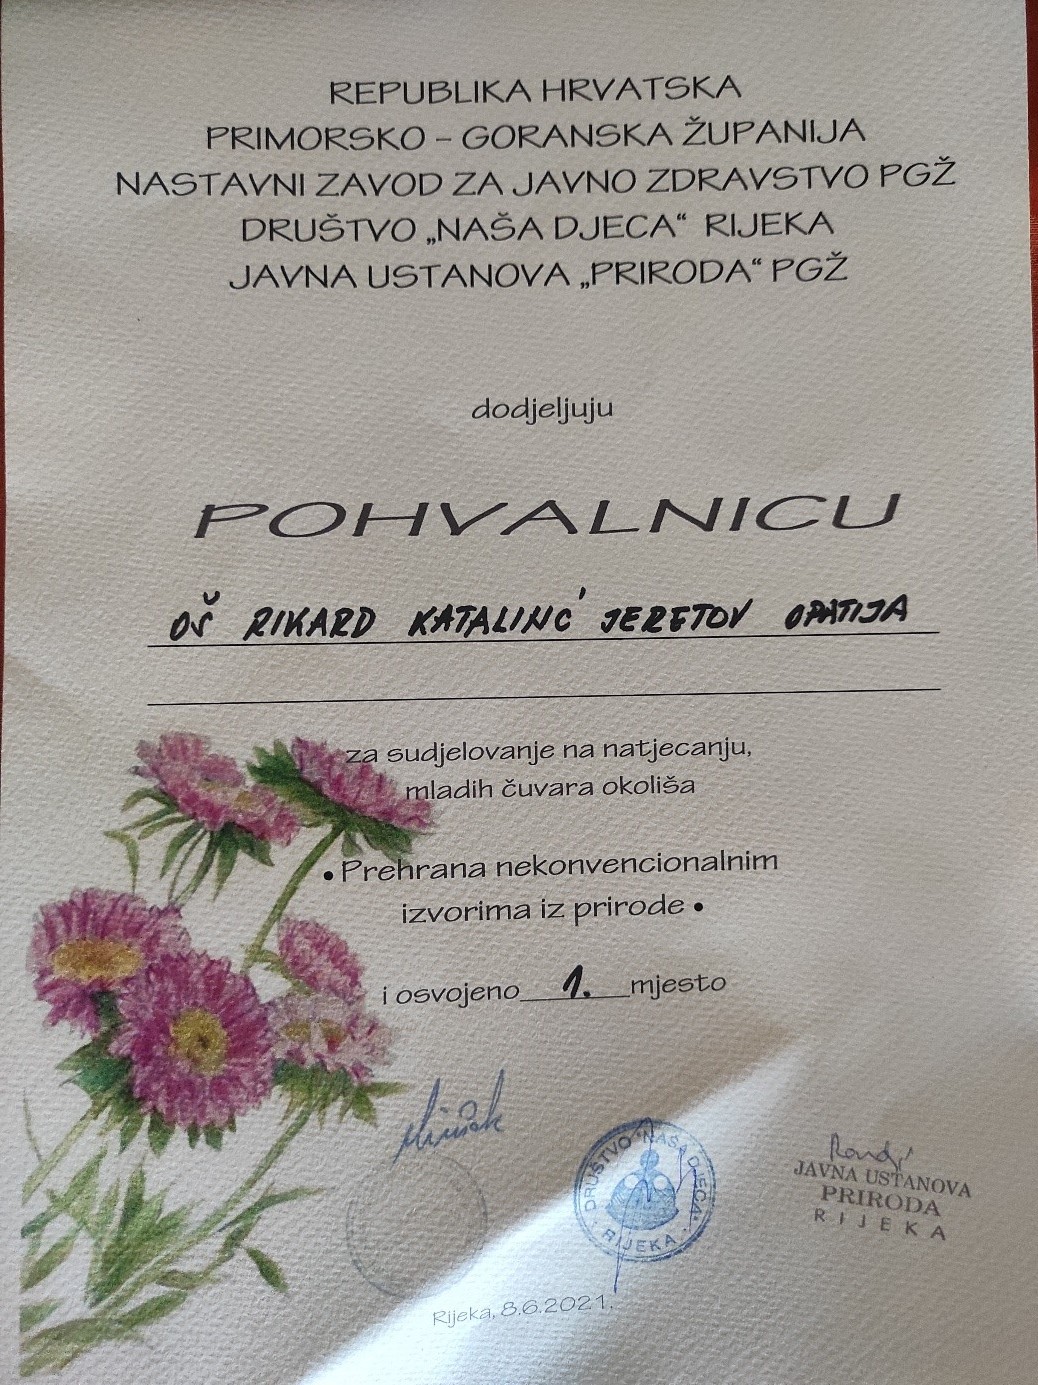 REPUBLIKA HRVATSKA
PRIMORSKO – GORANSKA ŽUPANIJA
NASTAVNI ZAVOD ZA JAVNO ZDRAVSTVO PGŽ
DRUŠTVO „NAŠA DJECA“ RIJEKA
JAVNA USTANOVA „PRIRODA“ PGŽ
dodjeljuju
POHVALNICU
OŠ RIKARD KATALINIĆ JERETOV OPATIJA
za sudjelovanje na natjecanju,
mladih čuvara okoliša
• Prehrana nekonvencionalnim
izvorima iz prirode •
i osvojeno 1. mjesto
DRUŠTVO "NAŠA DJECA"
RIJEKA
JAVNA USTANOVA
PRIRODA
RIJEKA
Rijeka, 8.6.2021.